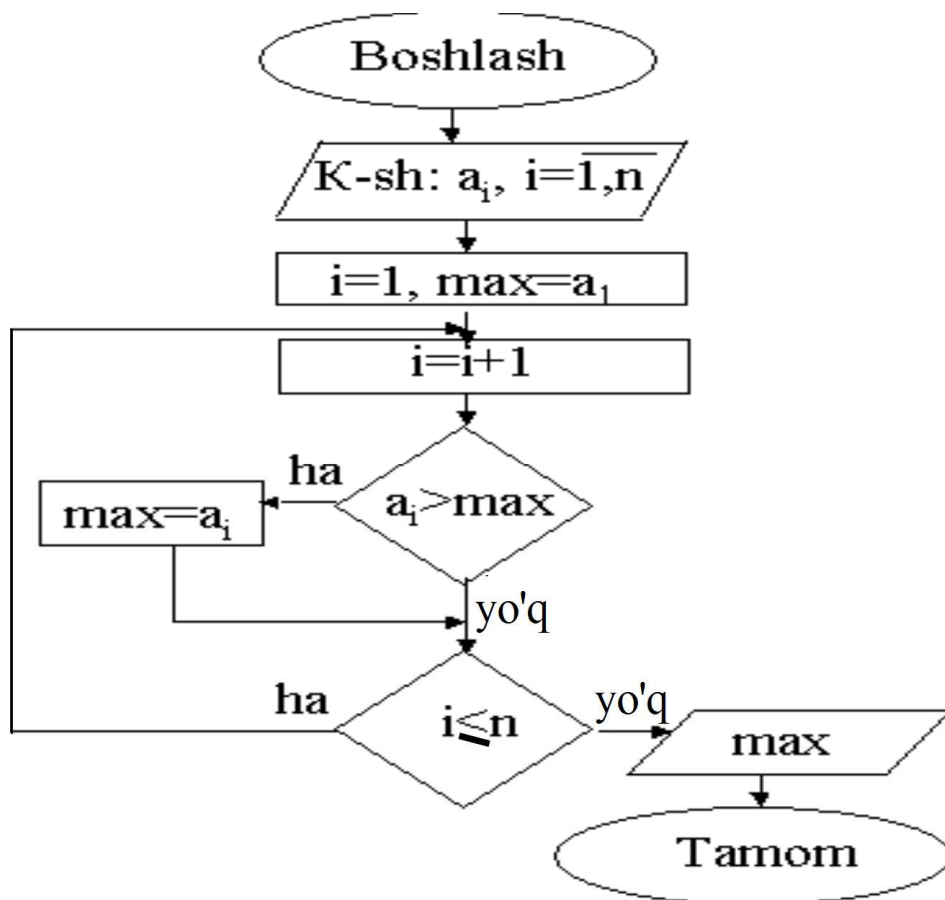 Boshlash
K-sh: aᵢ, i=1,n
i=1, max=a₁
i=i+1
ha
aᵢ>max
max=aᵢ
yo'q
ha
i≤n
yo'q
max
Tamom